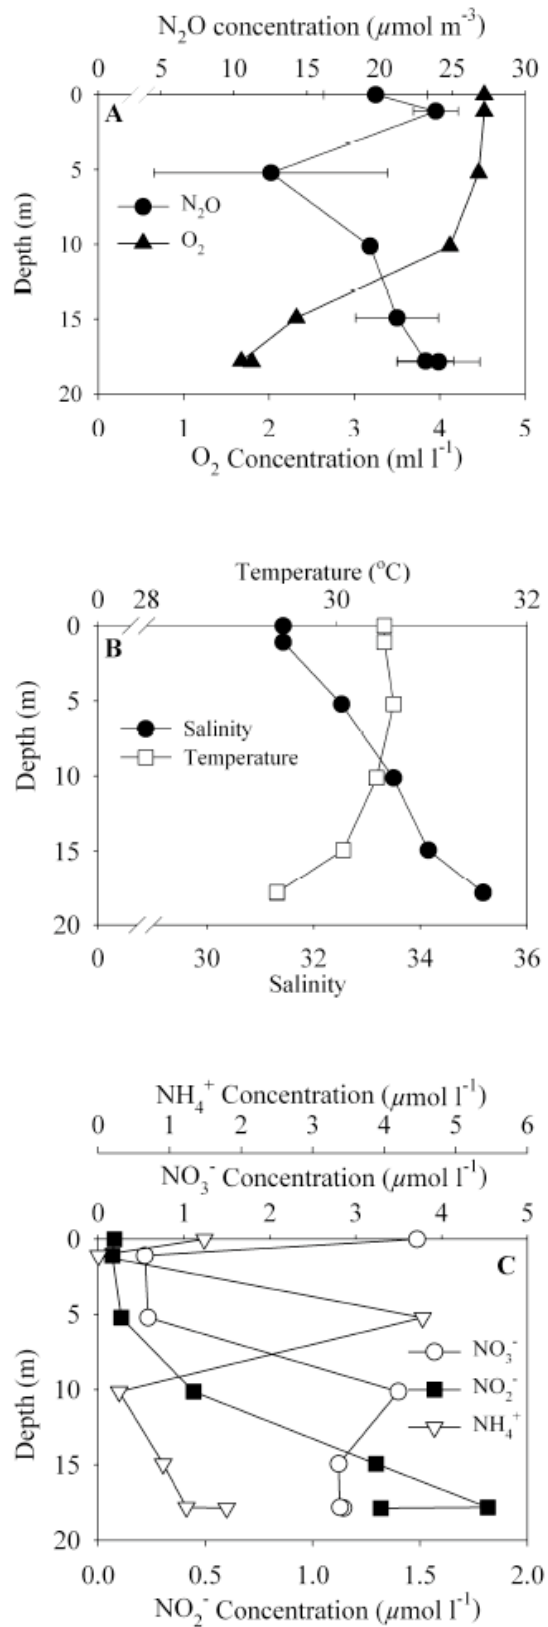 N₂O concentration (μmol m⁻³)
0 5 10 15 20 25 30
0
A
5
N₂O
O₂
10
15
20
Depth (m)
0 1 2 3 4 5
O₂ Concentration (ml l⁻¹)
Temperature (°C)
0 28 30 32
0
B
5
Salinity
Temperature
10
15
20
Depth (m)
0 30 32 34 36
Salinity
NH₄⁺ Concentration (μmol l⁻¹)
0 1 2 3 4 5 6
NO₃⁻ Concentration (μmol l⁻¹)
0 1 2 3 4 5
0
C
5
NO₃⁻
NO₂⁻
NH₄⁺
10
15
20
Depth (m)
0.0 0.5 1.0 1.5 2.0
NO₂⁻ Concentration (μmol l⁻¹)